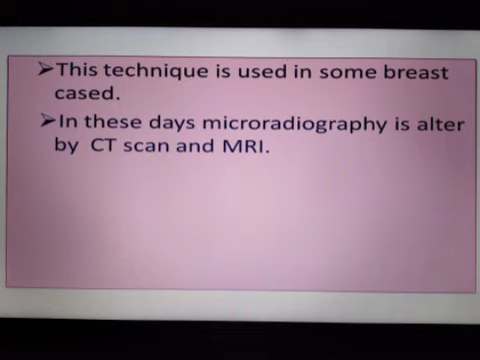 ➢This technique is used in some breast
cased.
➢In these days microradiography is alter
by CT scan and MRI.